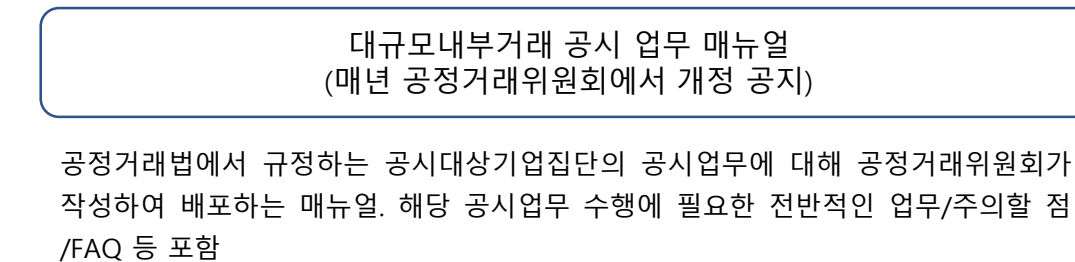 대규모내부거래 공시 업무 매뉴얼
(매년 공정거래위원회에서 개정 공지)
공정거래법에서 규정하는 공시대상기업집단의 공시업무에 대해 공정거래위원회가
작성하여 배포하는 매뉴얼. 해당 공시업무 수행에 필요한 전반적인 업무/주의할 점
/FAQ 등 포함